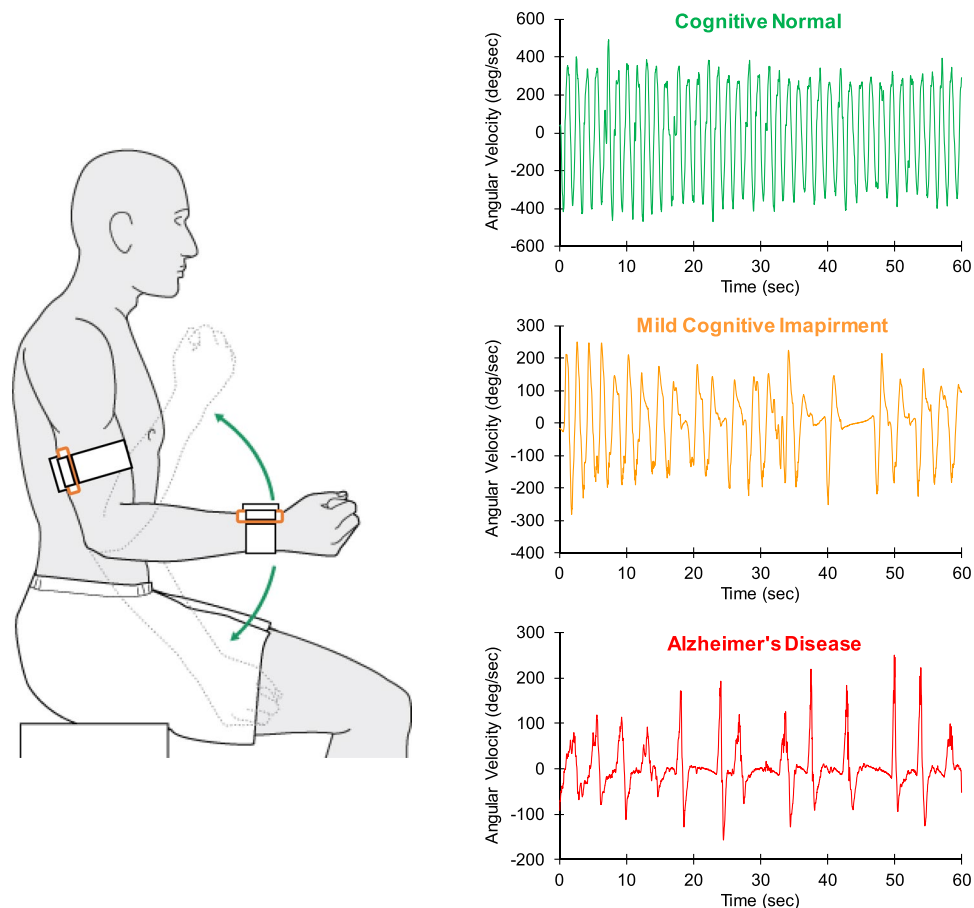 Cognitive Normal
Angular Velocity (deg/sec)
600
400
200
0
-200
-400
-600
0 10 20 30 40 50 60
Time (sec)
Mild Cognitive Imapirment
Angular Velocity (deg/sec)
300
200
100
0
-100
-200
-300
-400
0 10 20 30 40 50 60
Time (sec)
Alzheimer's Disease
Angular Velocity (deg/sec)
300
200
100
0
-100
-200
0 10 20 30 40 50 60
Time (sec)